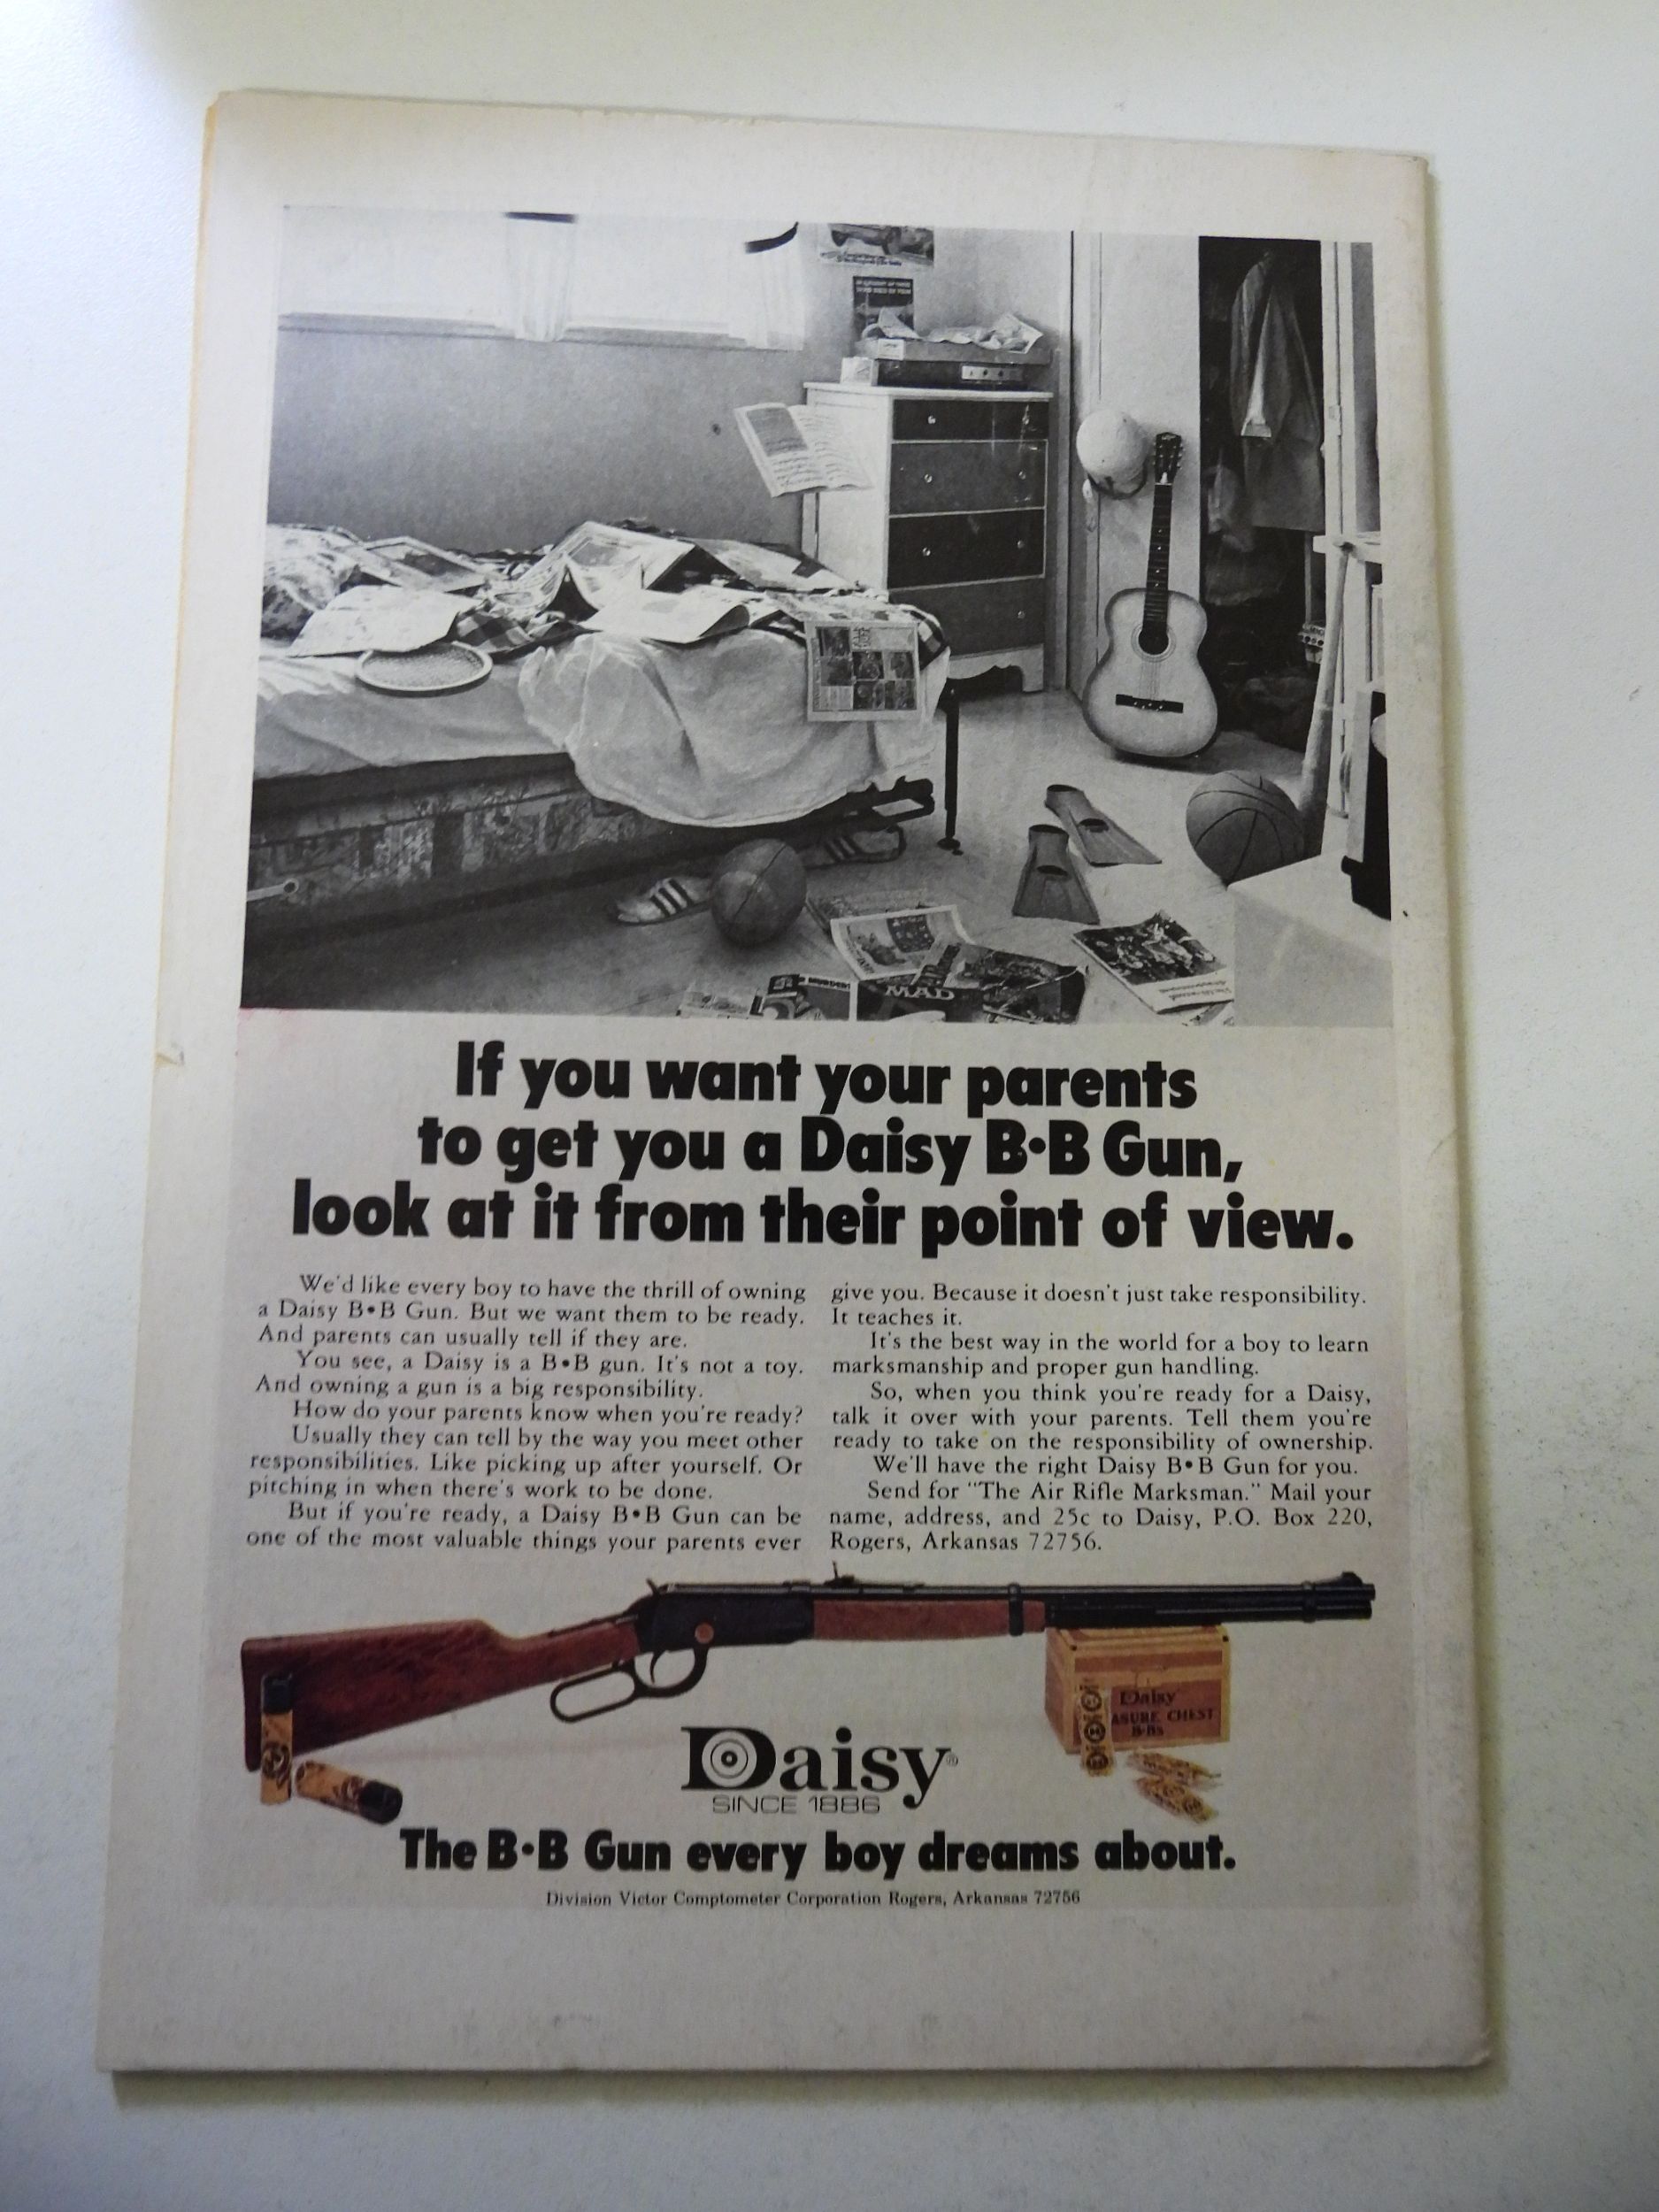 MAD
If you want your parents
to get you a Daisy B•B Gun,
look at it from their point of view.
We'd like every boy to have the thrill of owning
a Daisy B•B Gun. But we want them to be ready.
And parents can usually tell if they are.
You see, a Daisy is a B•B gun. It's not a toy.
And owning a gun is a big responsibility.
How do your parents know when you're ready?
Usually they can tell by the way you meet other
responsibilities. Like picking up after yourself. Or
pitching in when there's work to be done.
But if you're ready, a Daisy B•B Gun can be
one of the most valuable things your parents ever
give you. Because it doesn't just take responsibility.
It teaches it.
It's the best way in the world for a boy to learn
marksmanship and proper gun handling.
So, when you think you're ready for a Daisy,
talk it over with your parents. Tell them you're
ready to take on the responsibility of ownership.
We'll have the right Daisy B•B Gun for you.
Send for "The Air Rifle Marksman." Mail your
name, address, and 25c to Daisy, P.O. Box 220,
Rogers, Arkansas 72756.
Daisy
ASURE CHEST
B•Bs
Daisy®
SINCE 1886
The B•B Gun every boy dreams about.
Division Victor Comptometer Corporation Rogers, Arkansas 72756